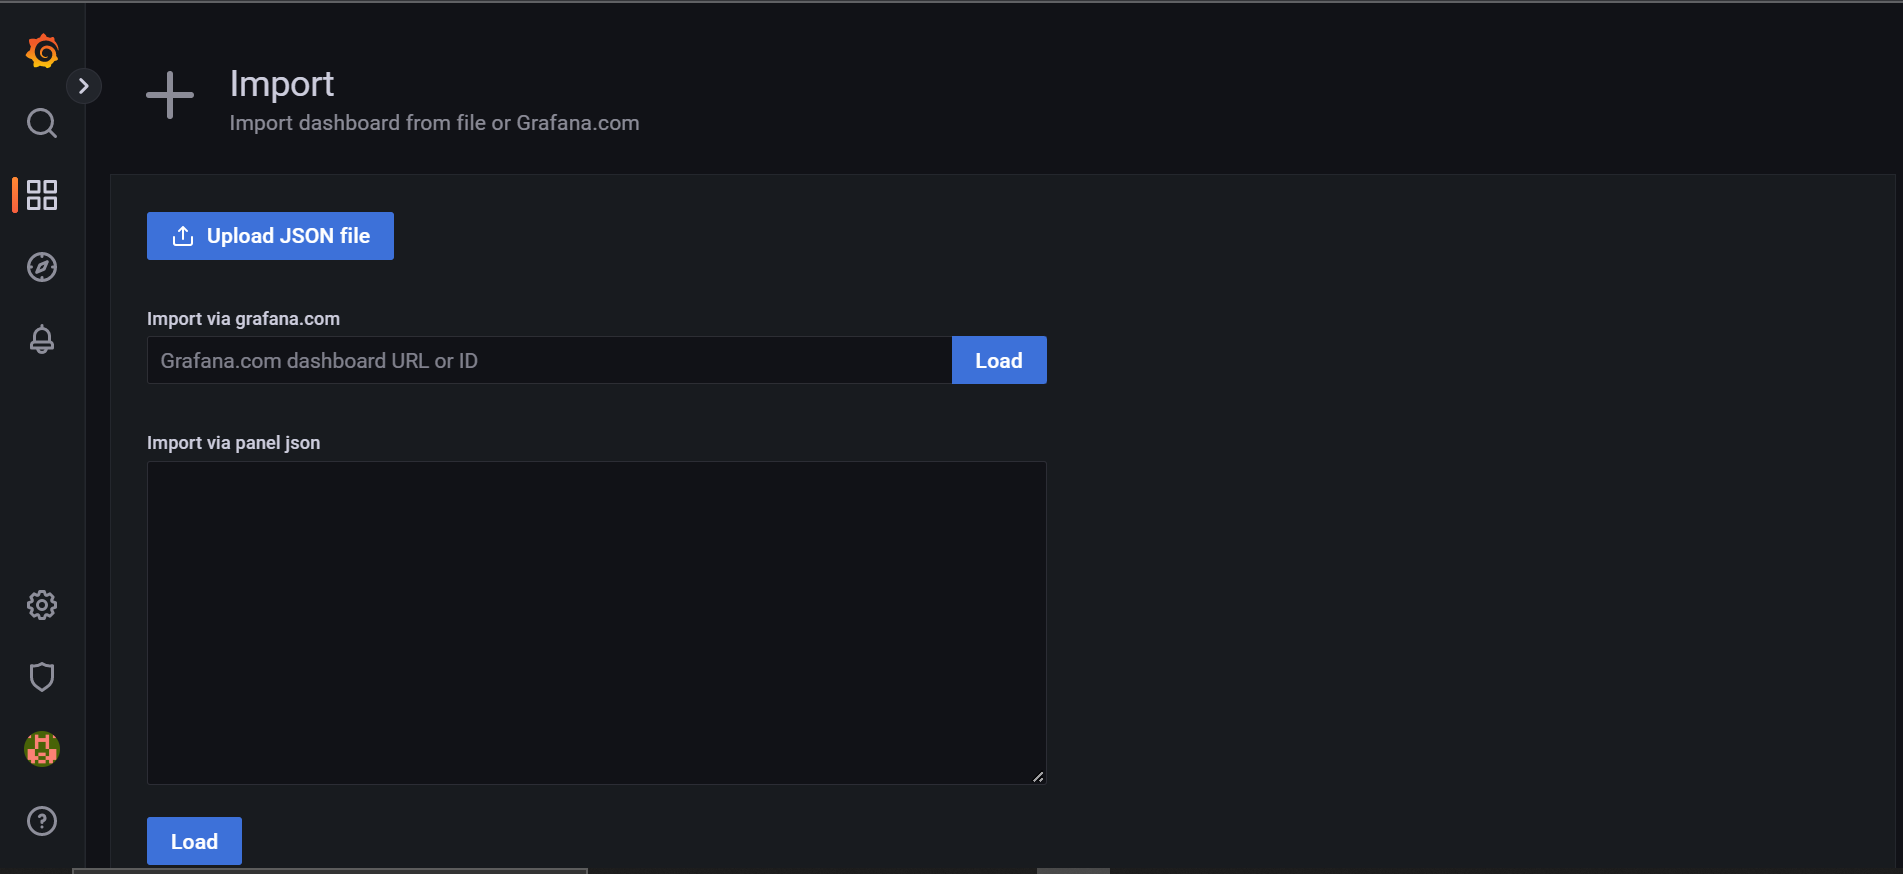 Import
Import dashboard from file or Grafana.com
Upload JSON file
Import via grafana.com
Grafana.com dashboard URL or ID
Load
Import via panel json
Load